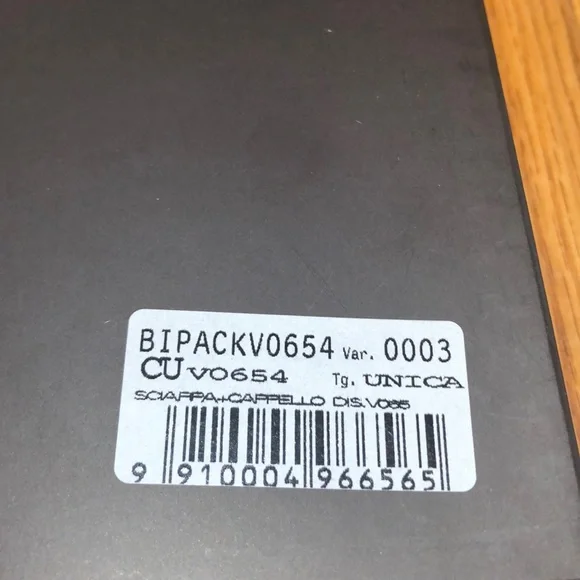 BIPACKV0654 Var. 0003
CU V0654 Tg. UNICA
SCIARPA+CAPPELLO DIS.V065
9 910004 966565